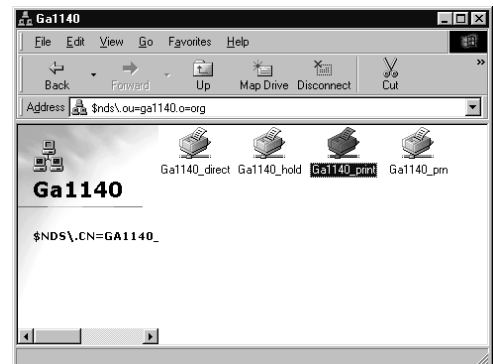 Ga1140
File Edit View Go Favorites Help
Back Forward Up Map Drive Disconnect Cut »
Address $nds\.ou=ga1140.o=org
Ga1140_direct Ga1140_hold Ga1140_print Ga1140_prn
Ga1140
$NDS\.CN=GA1140_